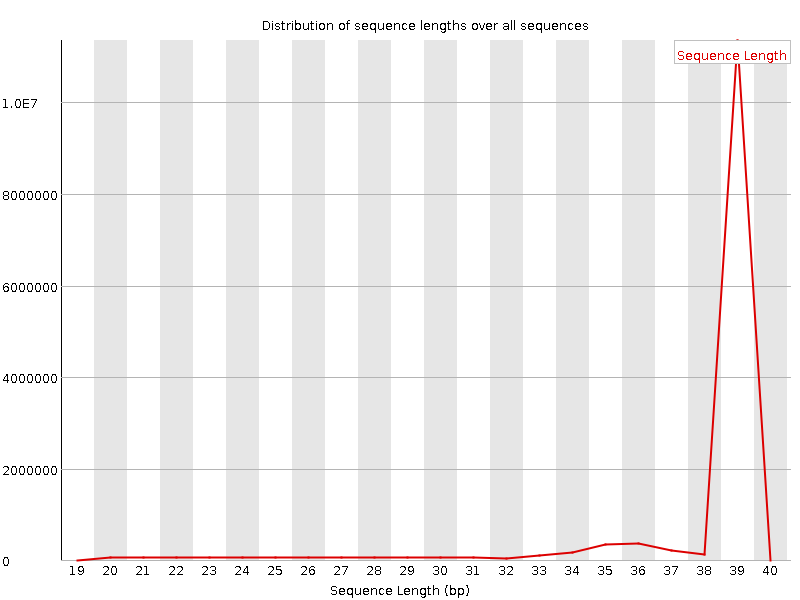 Distribution of sequence lengths over all sequences
Sequence Length
1.0E7
8000000
6000000
4000000
2000000
0
19 20 21 22 23 24 25 26 27 28 29 30 31 32 33 34 35 36 37 38 39 40
Sequence Length (bp)